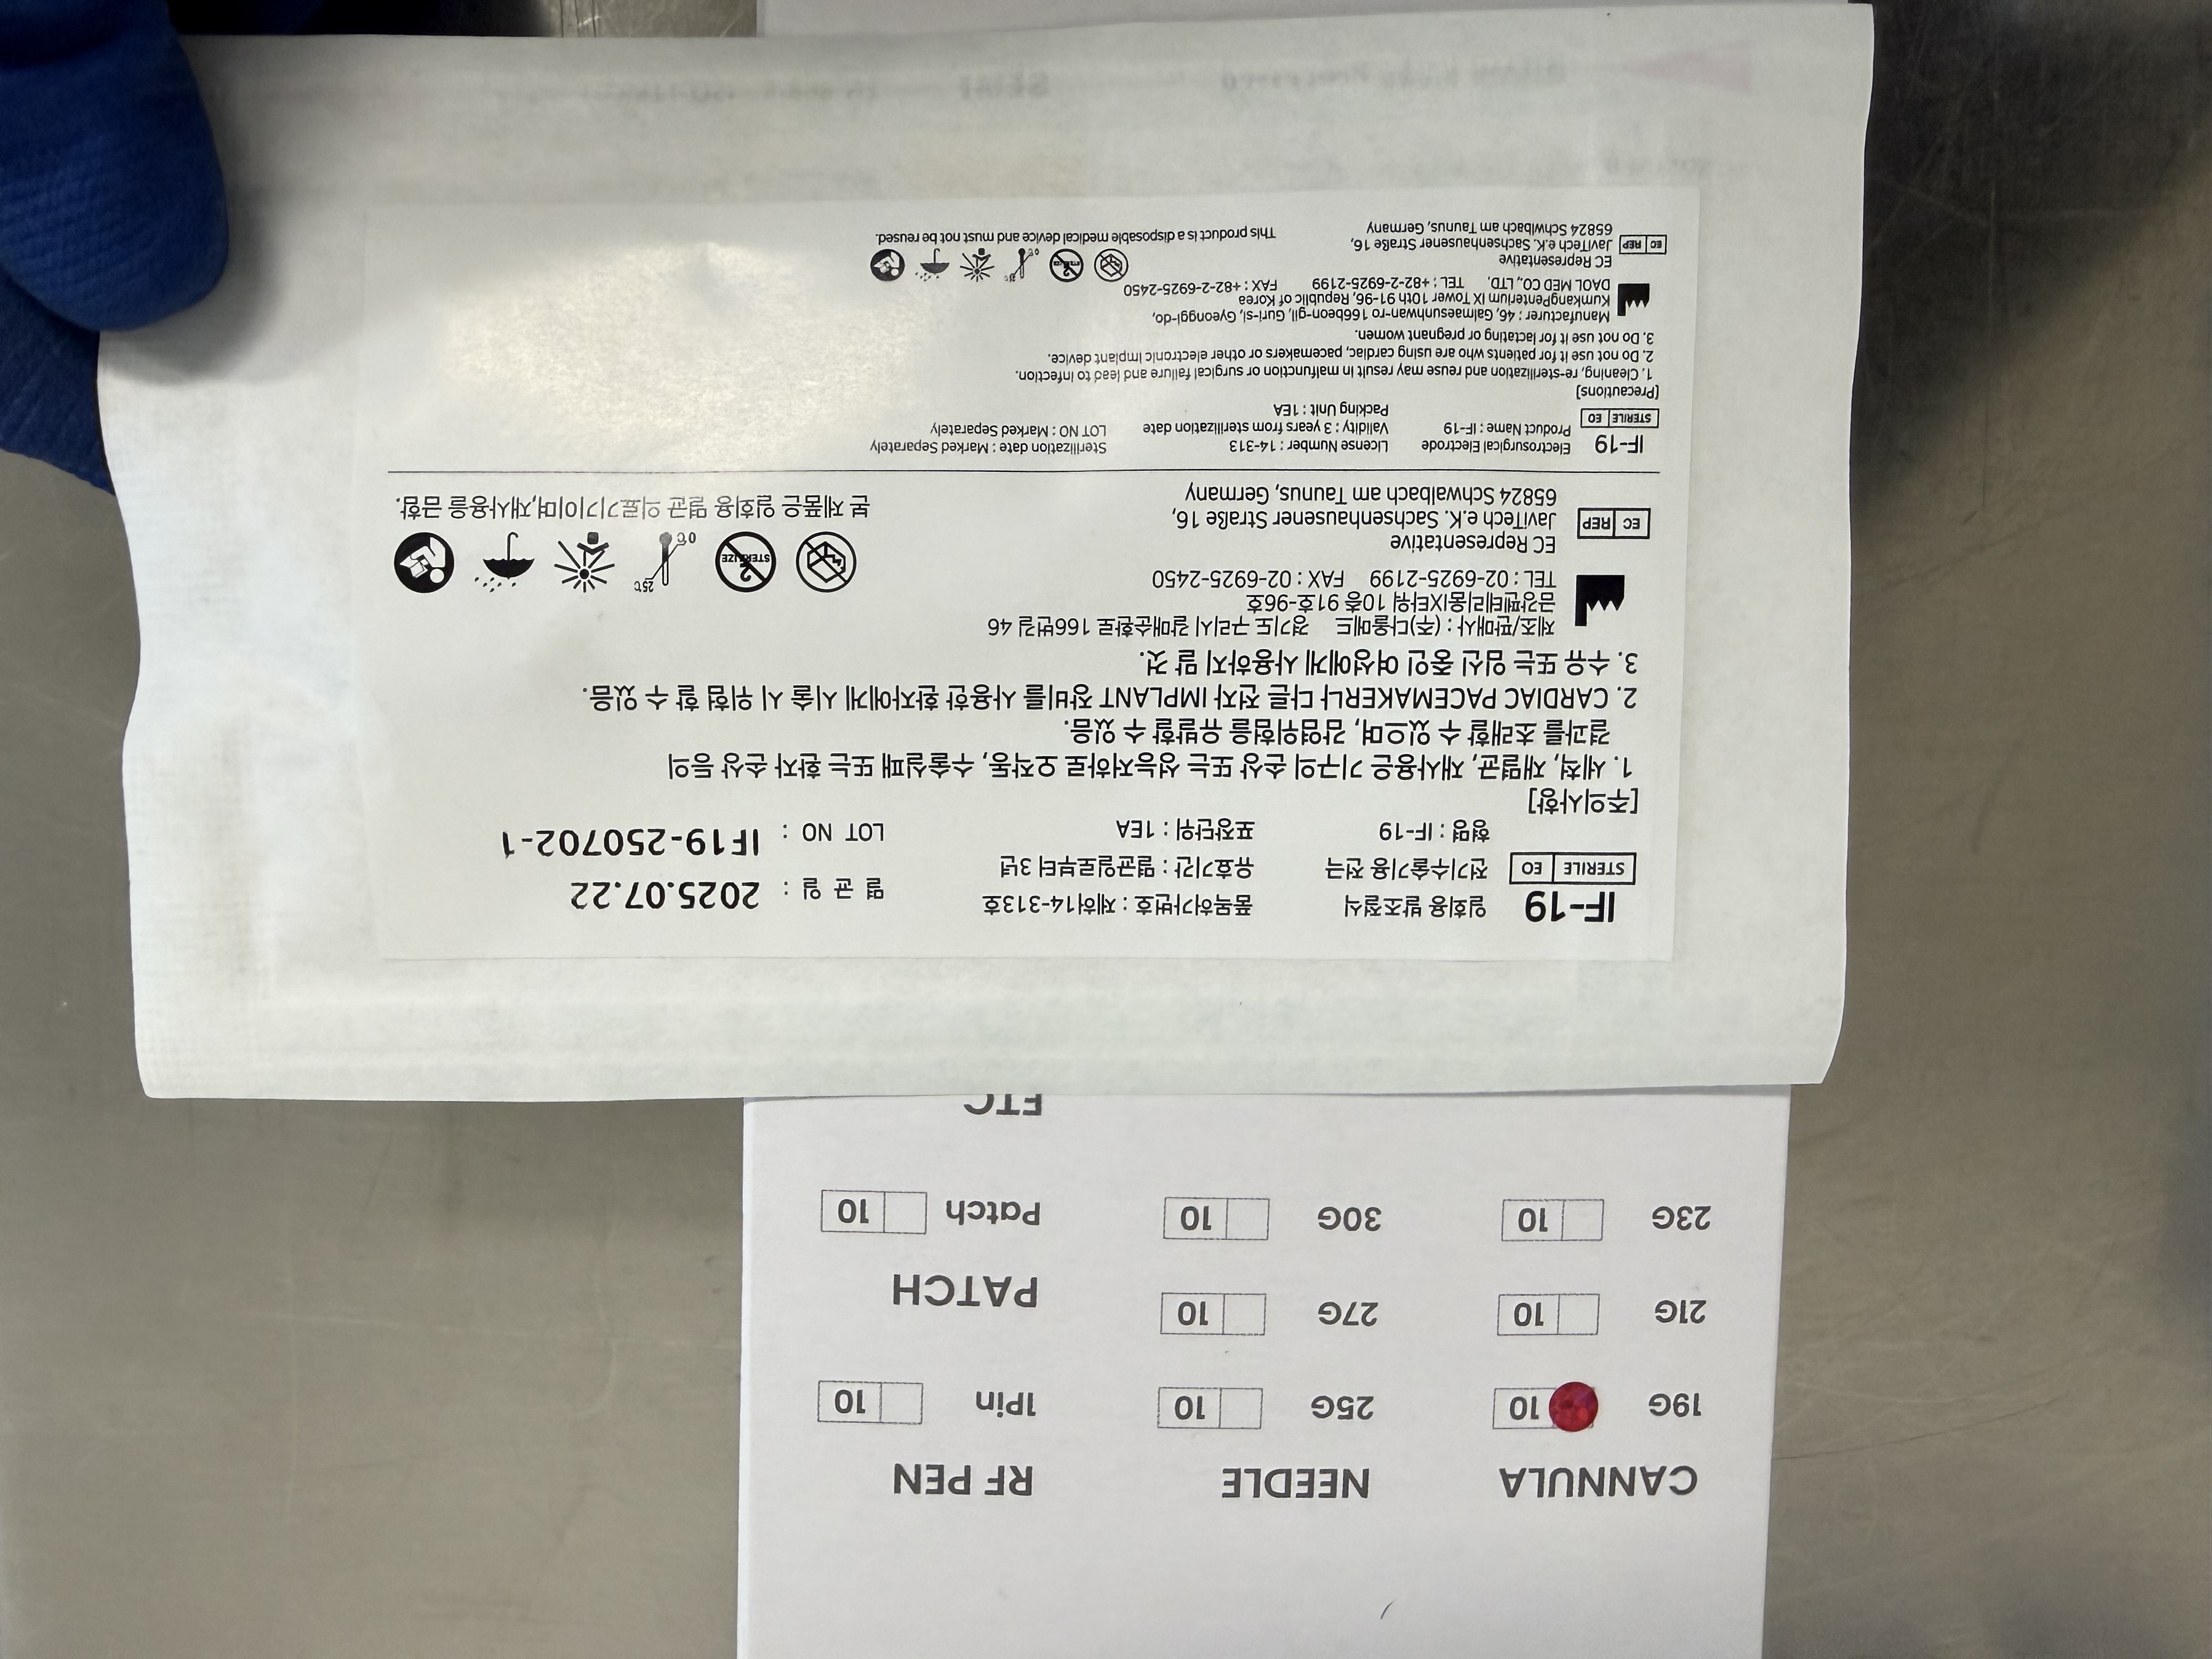 IF-19
STERILE EO
일회용 발조절식
전기수술기용 전극
형명 : IF-19
품목허가번호 : 제허14-313호
유효기간 : 멸균일로부터 3년
포장단위 : 1EA
멸 균 일 : 2025.07.22
LOT NO : IF19-250702-1
[주의사항]
1. 세척, 재멸균, 재사용은 기구의 손상 또는 성능저하로 오작동, 수술실패 또는 환자 손상 등의
결과를 초래할 수 있으며, 감염위험을 유발할 수 있음.
2. CARDIAC PACEMAKER나 다른 전자 IMPLANT 장비를 사용한 환자에게 시술 시 위험 할 수 있음.
3. 수유 또는 임신 중인 여성에게 사용하지 말 것.
제조/판매사 : (주)다올메드 경기도 구리시 갈매순환로 166번길 46
금강펜테리움IX타워 10층 91호-96호
TEL : 02-6925-2199 FAX : 02-6925-2450
EC REP
EC Representative
JaviTech e.K. Sachsenhausener Straße 16,
65824 Schwalbach am Taunus, Germany
2
STERILIZE
25℃
0℃
본 제품은 일회용 멸균 의료기기이며,재사용을 금함.
IF-19
STERILE EO
Electrosurgical Electrode
Product Name : IF-19
License Number : 14-313
Validity : 3 years from sterilization date
Packing Unit : 1EA
Sterilization date : Marked Separately
LOT NO : Marked Separately
[Precautions]
1. Cleaning, re-sterilization and reuse may result in malfunction or surgical failure and lead to infection.
2. Do not use it for patients who are using cardiac, pacemakers or other electronic implant device.
3. Do not use it for lactating or pregnant women.
Manufacturer : 46, Galmaesunhwan-ro 166beon-gil, Guri-si, Gyeonggi-do,
KumkangPenterium IX Tower 10th 91-96, Republic of Korea
DAOL MED CO., LTD, TEL : +82-2-6925-2199 FAX : +82-2-6925-2450
EC REP
EC Representative
JaviTech e.K. Sachsenhausener Straße 16,
65824 Schwlbach am Taunus, Germany
This product is a disposable medical device and must not be reused.
CANNULA
19G 10
21G 10
23G 10
NEEDLE
25G 10
27G 10
30G 10
RF PEN
1Pin 10
PATCH
Patch 10
ETC